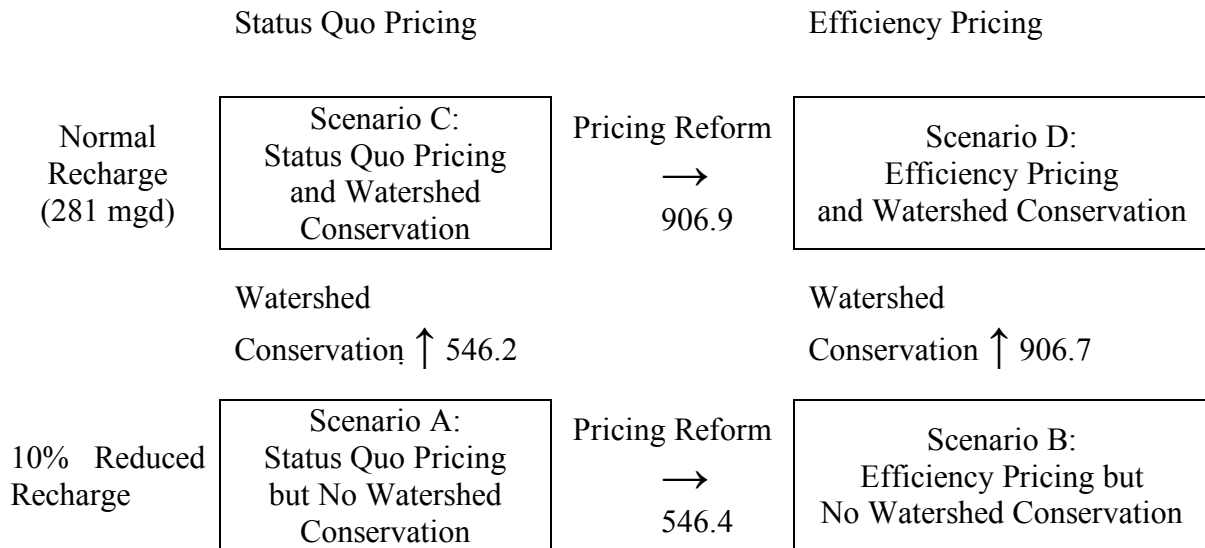 Status Quo Pricing Efficiency Pricing
Normal
Recharge
(281 mgd)
Scenario C:
Status Quo Pricing
and Watershed
Conservation
Pricing Reform
→
906.9
Scenario D:
Efficiency Pricing
and Watershed Conservation
Watershed
Conservation ↑ 546.2
Watershed
Conservation ↑ 906.7
10% Reduced
Recharge
Scenario A:
Status Quo Pricing
but No Watershed
Conservation
Pricing Reform
→
546.4
Scenario B:
Efficiency Pricing but
No Watershed Conservation